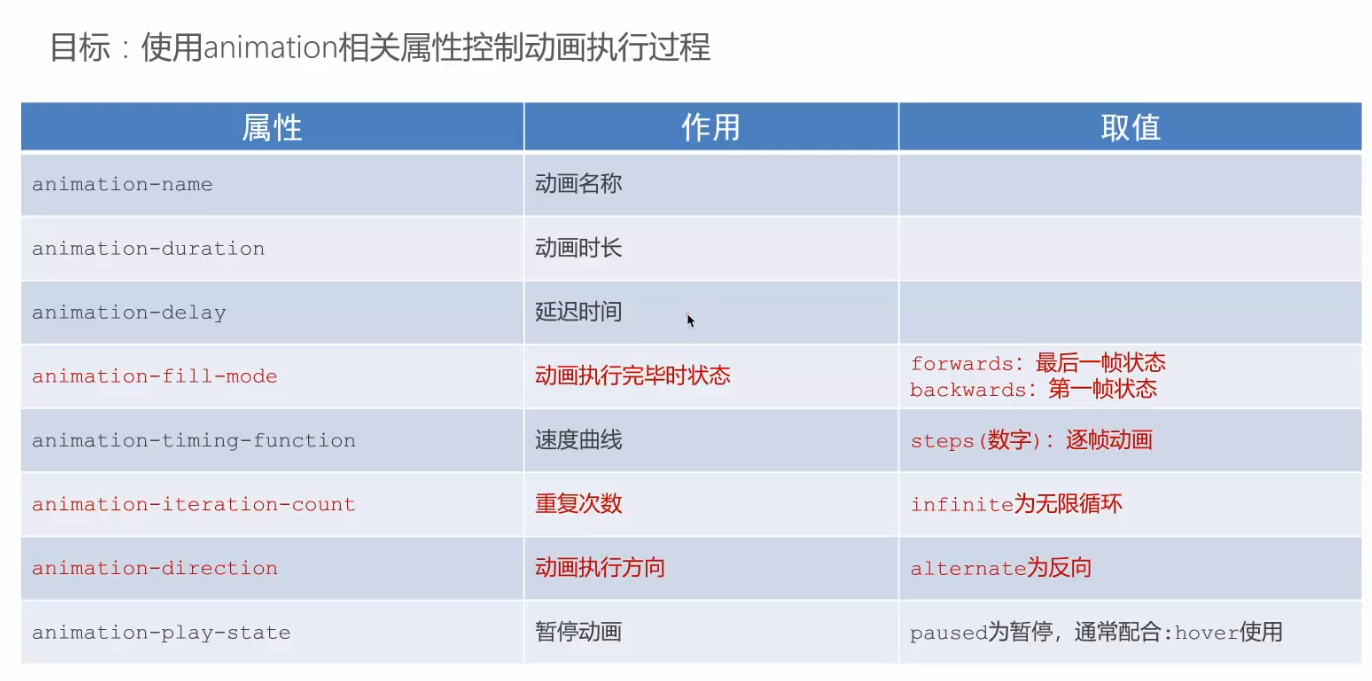 目标：使用animation相关属性控制动画执行过程
属性 作用 取值
animation-name 动画名称
animation-duration 动画时长
animation-delay 延迟时间
animation-fill-mode 动画执行完毕时状态 forwards：最后一帧状态
backwards：第一帧状态
animation-timing-function 速度曲线 steps(数字)：逐帧动画
animation-iteration-count 重复次数 infinite为无限循环
animation-direction 动画执行方向 alternate为反向
animation-play-state 暂停动画 paused为暂停，通常配合:hover使用